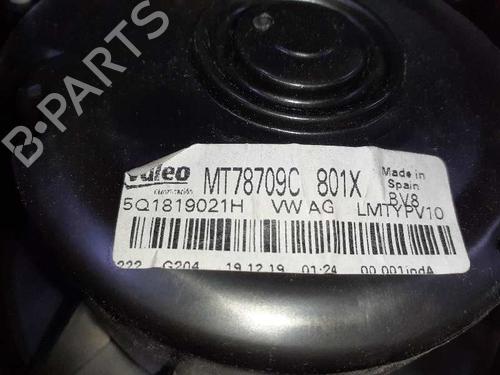 B-PARTS
Valeo
Climatización
MT78709C 801X
Made in
Spain
BV8
5Q1819021H VW AG LMTYPV10
222 G204 19.12.19 01:24 00.001indA